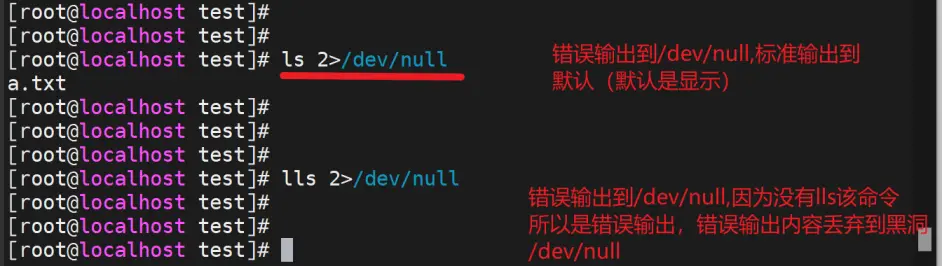 [root@localhost test]#
[root@localhost test]#
[root@localhost test]# ls 2>/dev/null
a.txt
[root@localhost test]#
[root@localhost test]#
[root@localhost test]#
[root@localhost test]# lls 2>/dev/null
[root@localhost test]#
[root@localhost test]#
[root@localhost test]#
错误输出到/dev/null,标准输出到
默认（默认是显示）
错误输出到/dev/null,因为没有lls该命令
所以是错误输出，错误输出内容丢弃到黑洞
/dev/null